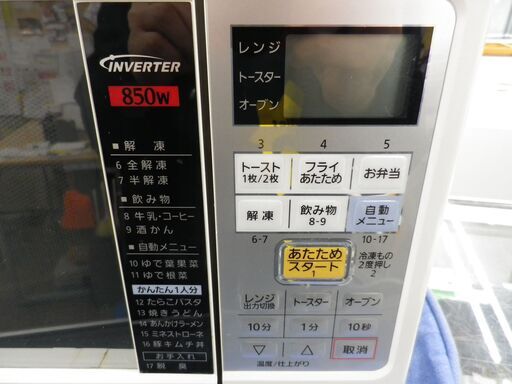 INVERTER
850W
■ 解凍
6 全解凍
7 半解凍
■ 飲み物
8 牛乳・コーヒー
9 酒かん
■ 自動メニュー
10 ゆで葉果菜
11 ゆで根菜
かんたん1人分
12 たらこパスタ
13 焼きうどん
14 あんかけラーメン
15 ミネストローネ
16 豚キムチ丼
お手入れ
17 脱臭
レンジ
トースター
オーブン
3 4 5
トースト 1枚/2枚
フライ あたため
お弁当
解凍
飲み物 8-9
自動 メニュー
6-7
10-17
あたため スタート 1
冷凍もの 2度押し 2
レンジ 出力切換
トースター
オーブン
10分
1分
10秒
▽
△
取消
温度/仕上がり